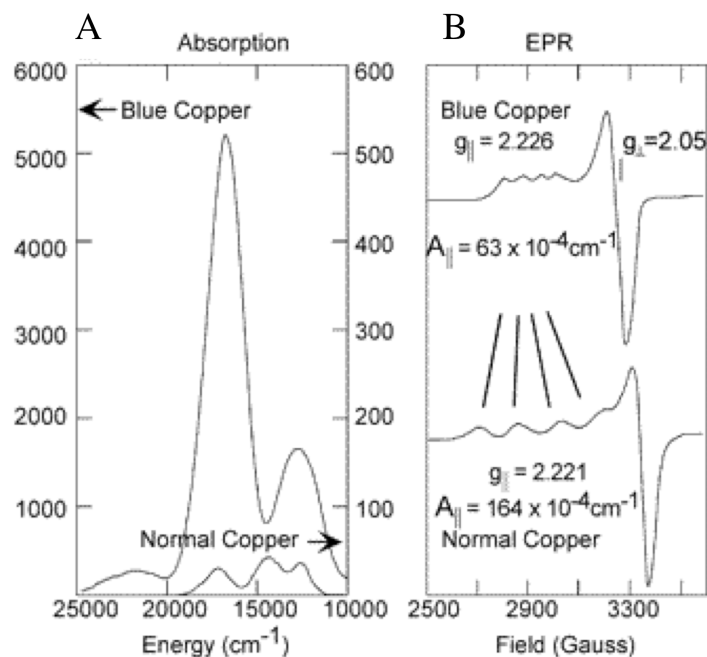 A
Absorption
6000
5000
4000
3000
2000
1000
600
500
400
300
200
100
← Blue Copper
Normal Copper →
25000 20000 15000 10000
Energy (cm⁻¹)
B
EPR
Blue Copper
g∥ = 2.226
∥g⊥=2.05
A∥ = 63 x 10⁻⁴cm⁻¹
g∥ = 2.221
A∥ = 164 x 10⁻⁴cm⁻¹
Normal Copper
2500 2900 3300
Field (Gauss)